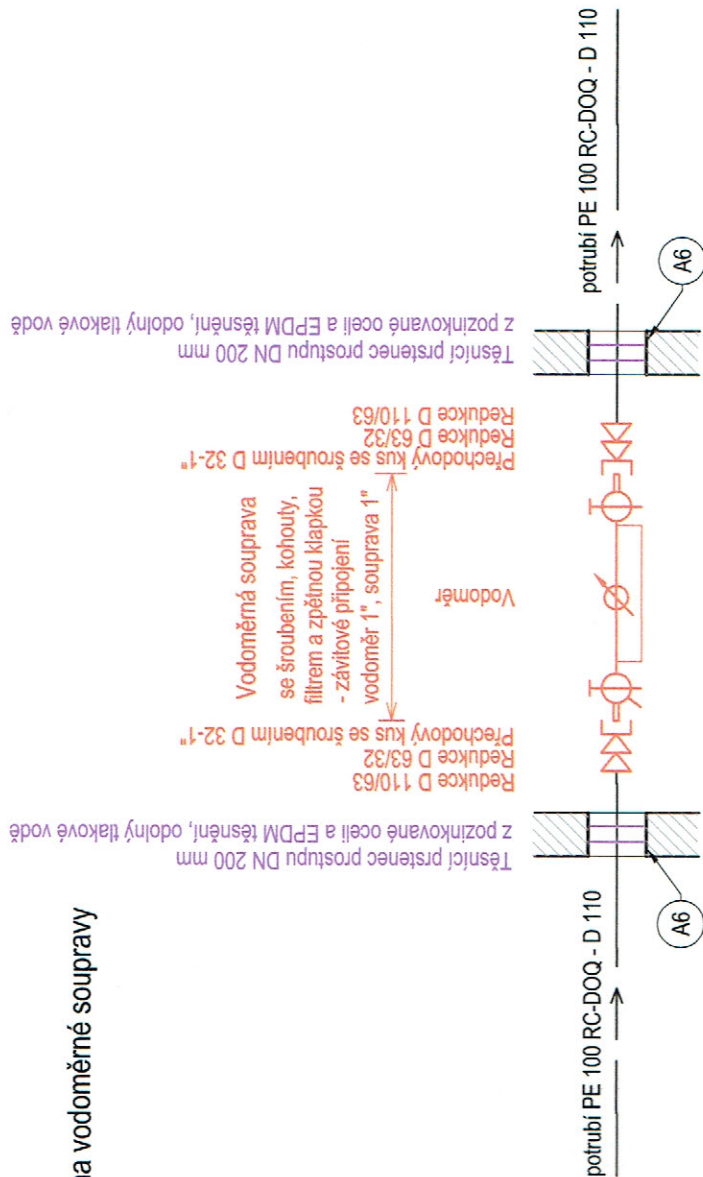 na vodoměrné soupravy
Těsnící prstenec prostupu DN 200 mm
z pozinkované oceli a EPDM těsnění, odolný tlakové vodě
Redukce D 110/63
Redukce D 63/32
Přechodový kus se šroubením D 32-1"
Vodoměrná souprava
se šroubením, kohouty,
filtrem a zpětnou klapkou
- závitové připojení
vodoměr 1", souprava 1"
Vodoměr
Přechodový kus se šroubením D 32-1"
Redukce D 63/32
Redukce D 110/63
Těsnící prstenec prostupu DN 200 mm
z pozinkované oceli a EPDM těsnění, odolný tlakové vodě
potrubí PE 100 RC-DOQ - D 110
A6
potrubí PE 100 RC-DOQ - D 110
A6